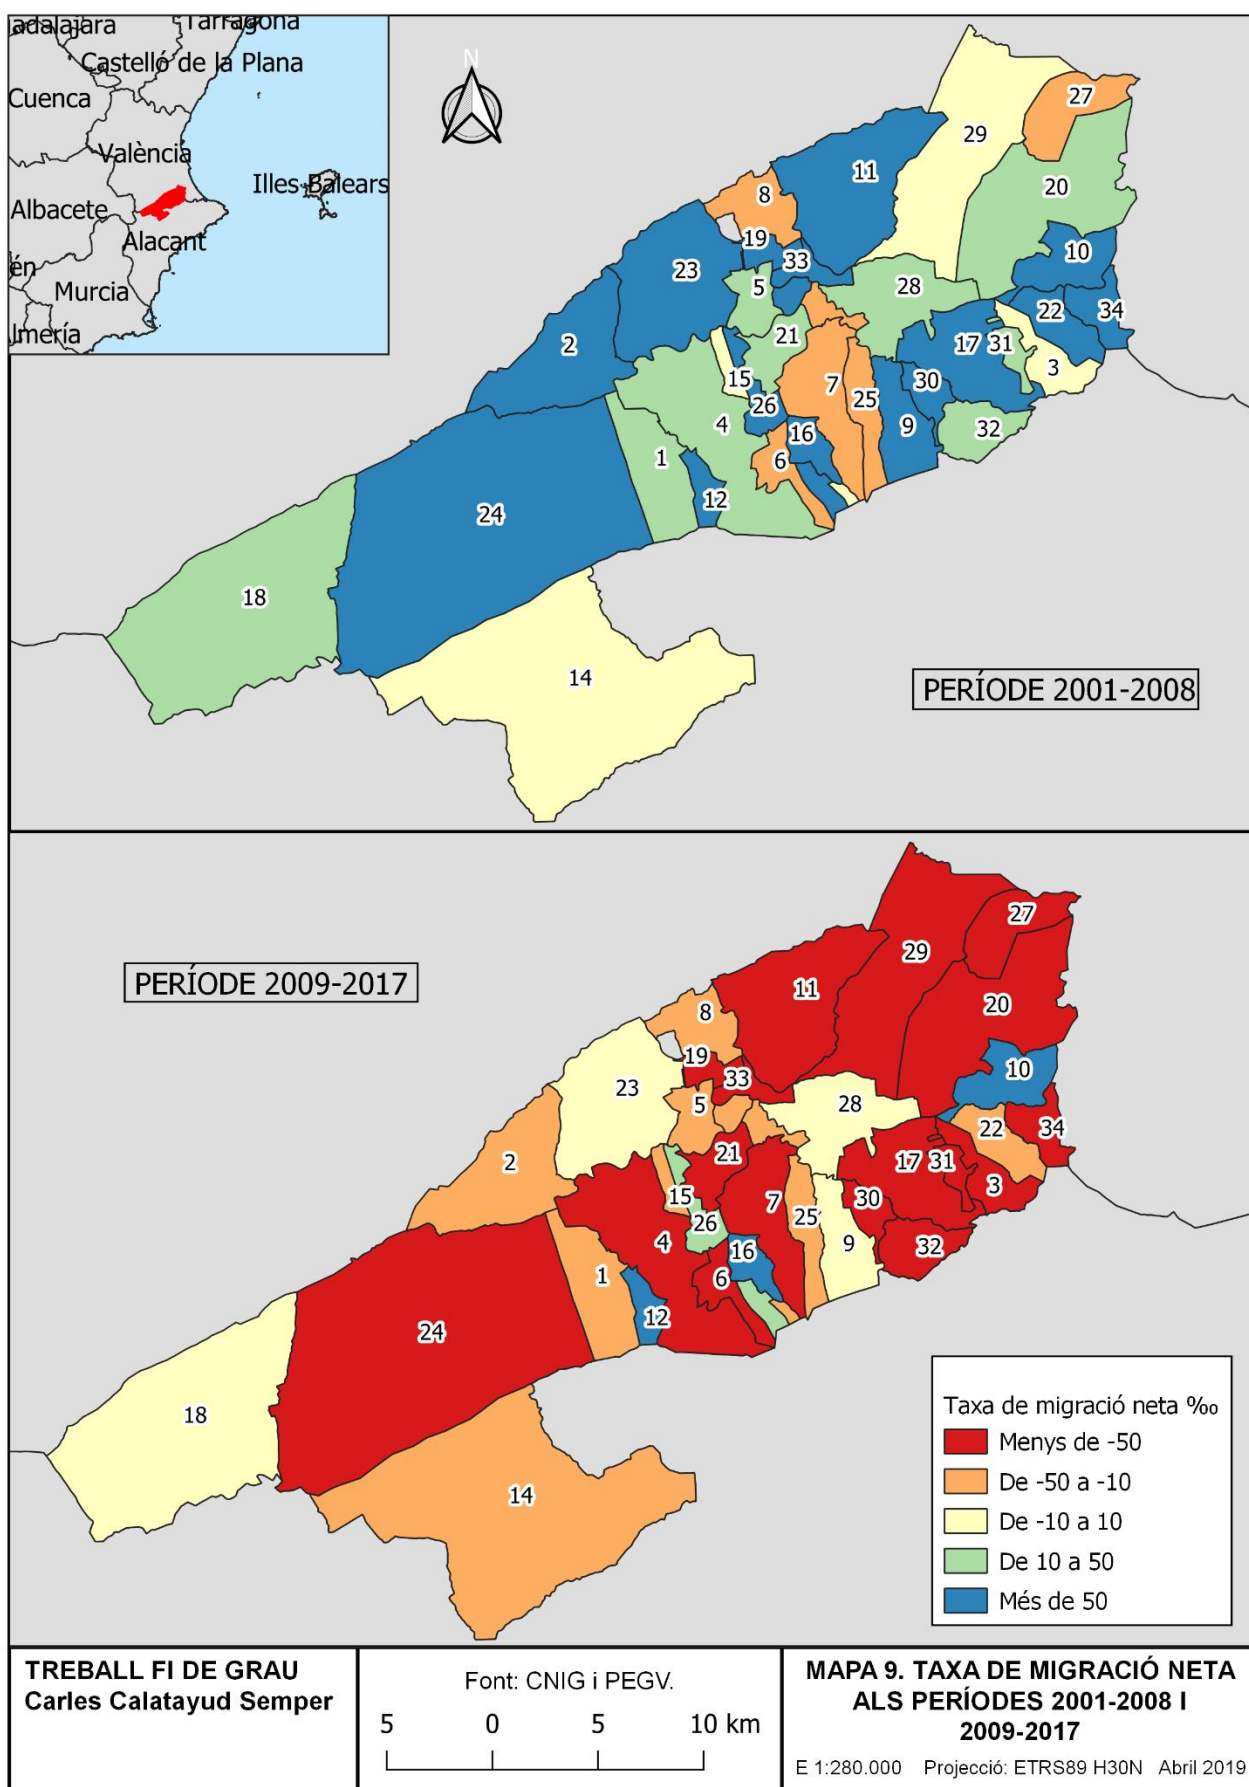 adalajara
Tarragona
Castelló de la Plana
Cuenca
València
Illes Balears
Albacete
Alacant
én
Murcia
lmería
N
27
29
11
20
8
19
33
10
23
5
28
22
34
2
21
17
31
3
15
7
30
26
25
4
16
9
32
1
6
12
24
18
14
PERÍODE 2001-2008
PERÍODE 2009-2017
27
29
11
20
8
19
33
10
23
5
28
22
34
2
21
17
31
3
15
7
30
26
25
4
16
9
32
1
6
12
24
18
14
Taxa de migració neta ‰
Menys de -50
De -50 a -10
De -10 a 10
De 10 a 50
Més de 50
TREBALL FI DE GRAU
Carles Calatayud Semper
Font: CNIG i PEGV.
5 0 5 10 km
MAPA 9. TAXA DE MIGRACIÓ NETA
ALS PERÍODES 2001-2008 I
2009-2017
E 1:280.000 Projecció: ETRS89 H30N Abril 2019